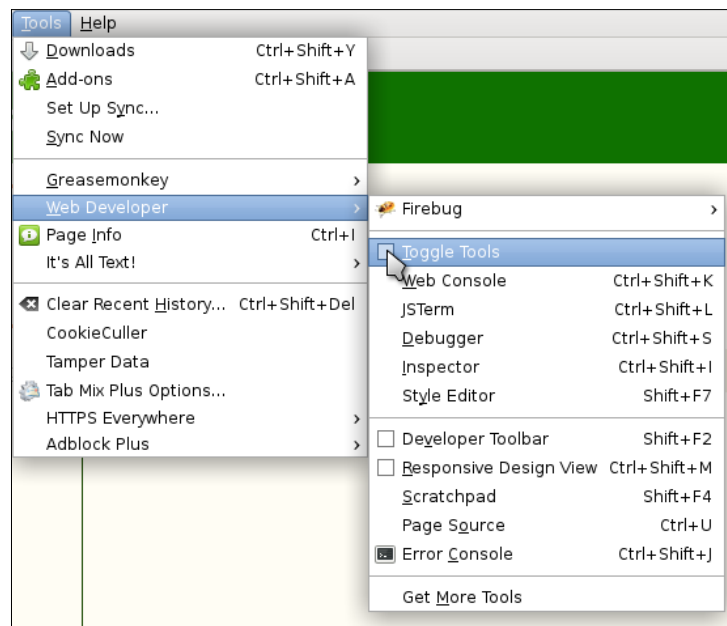 Tools Help
Downloads Ctrl+Shift+Y
Add-ons Ctrl+Shift+A
Set Up Sync...
Sync Now
Greasemonkey
Web Developer
Page Info Ctrl+I
It's All Text!
Clear Recent History... Ctrl+Shift+Del
CookieCuller
Tamper Data
Tab Mix Plus Options...
HTTPS Everywhere
Adblock Plus
Firebug
Toggle Tools
Web Console Ctrl+Shift+K
JSTerm Ctrl+Shift+L
Debugger Ctrl+Shift+S
Inspector Ctrl+Shift+I
Style Editor Shift+F7
Developer Toolbar Shift+F2
Responsive Design View Ctrl+Shift+M
Scratchpad Shift+F4
Page Source Ctrl+U
Error Console Ctrl+Shift+J
Get More Tools